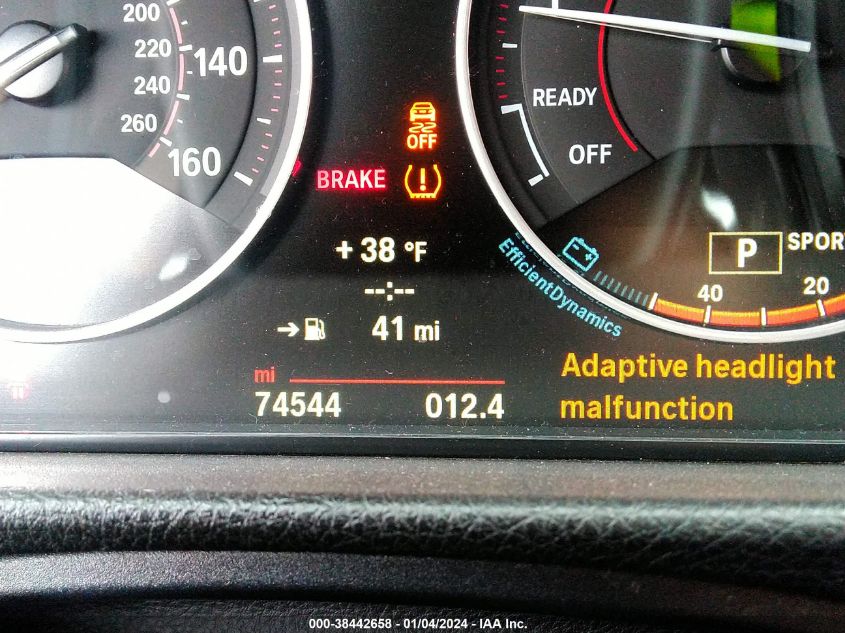 200
220
140
240
260
160
READY
OFF
OFF
BRAKE
+ 38 °F
--:--
→ 41 mi
EfficientDynamics
P
SPOR
40
20
mi
74544 012.4
Adaptive headlight
malfunction
000-38442658 - 01/04/2024 - IAA Inc.